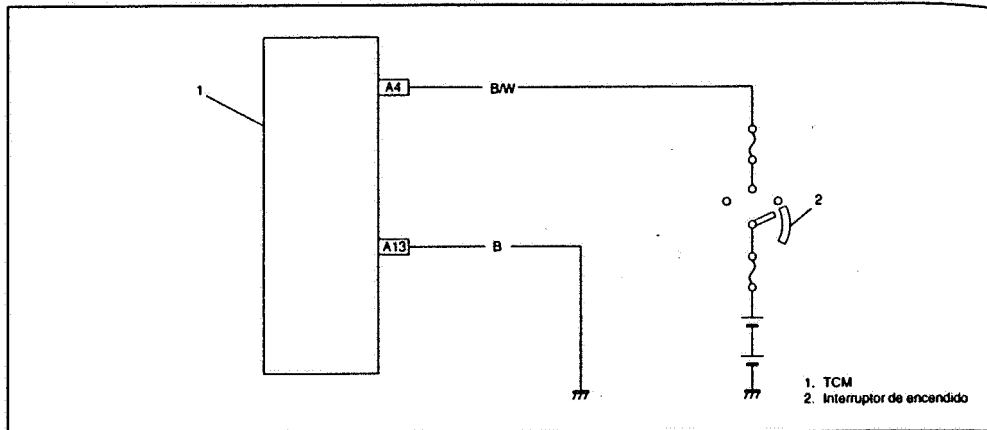 1
A4
B/W
2
A13
B
1. TCM
2. Interruptor de encendido